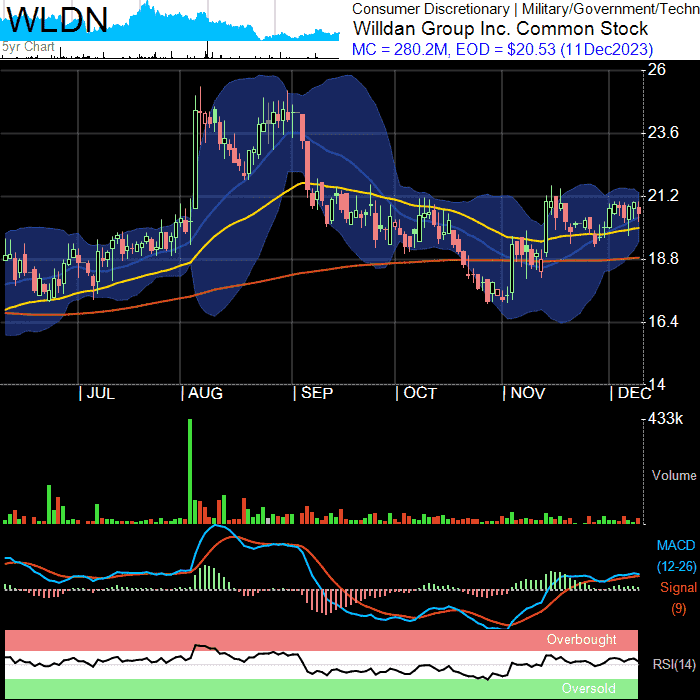 WLDN
5yr Chart
Consumer Discretionary | Military/Government/Techn
Willdan Group Inc. Common Stock
MC = 280.2M, EOD = $20.53 (11Dec2023)
26
23.6
21.2
18.8
16.4
14
| JUL | AUG | SEP | OCT | NOV | DEC
433k
Volume
MACD
(12-26)
Signal
(9)
Overbought
RSI(14)
Oversold